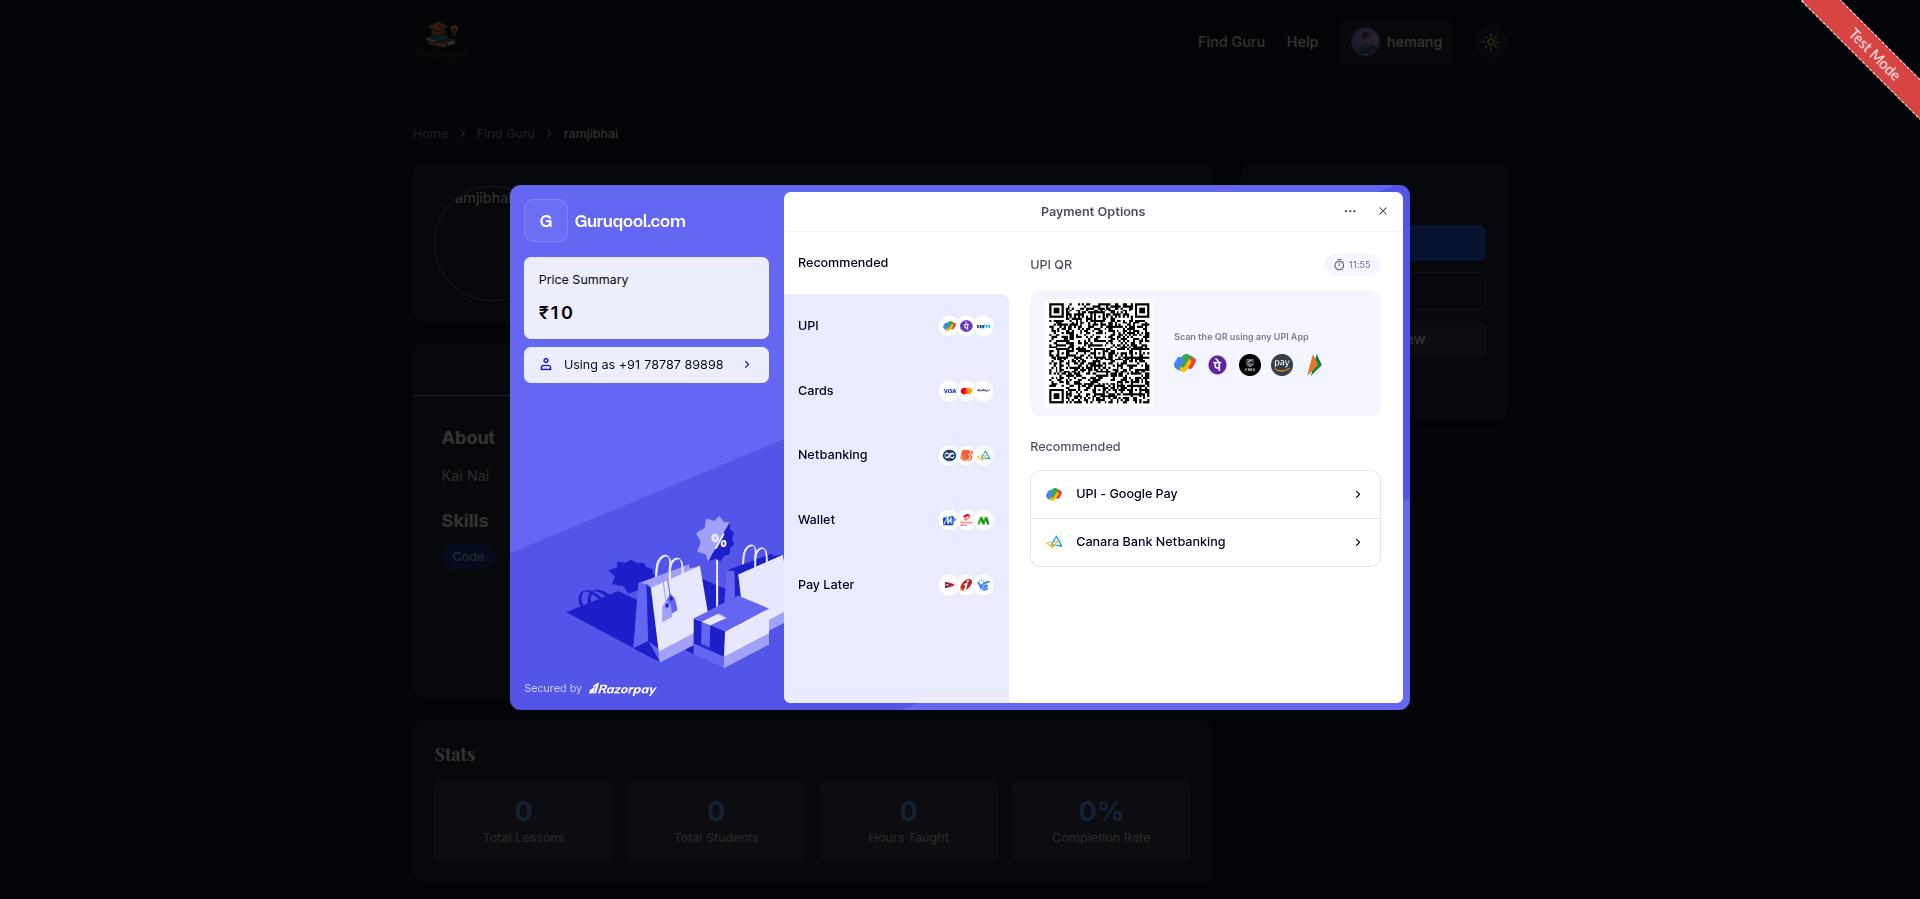 Guruqool
Find Guru
Help
hemang
Test Mode
Home
Find Guru
ramjibhai
amjibhai
G
Guruqool.com
Price Summary
₹10
Using as +91 78787 89898
%
Secured by Razorpay
Payment Options
Recommended
UPI
Cards
VISA
Netbanking
Wallet
Pay Later
UPI QR
11:55
Scan the QR using any UPI App
pay
Recommended
UPI - Google Pay
Canara Bank Netbanking
ew
About
Kai Nai
Skills
Code
Stats
0
Total Lessons
0
Total Students
0
Hours Taught
0%
Completion Rate